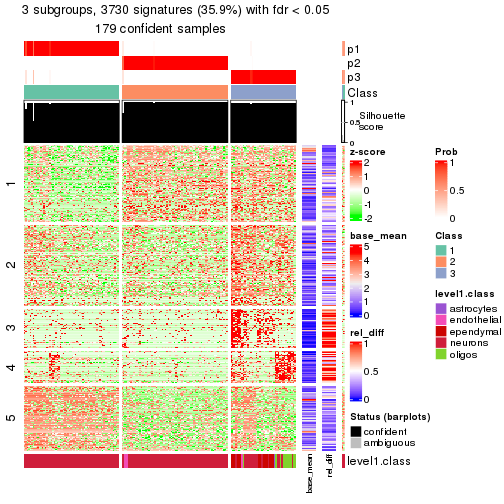 3 subgroups, 3730 signatures (35.9%) with fdr < 0.05
179 confident samples
p1
p2
p3
Class
1
0.5
0
Silhouette
score
1
2
3
4
5
level1.class
base_mean
rel_diff
z-score
2
1
0
-1
-2
base_mean
5
4
3
2
1
0
rel_diff
1
0.5
0
Status (barplots)
confident
ambiguous
Prob
1
0.5
0
Class
1
2
3
level1.class
astrocytes
endothelial
ependymal
neurons
oligos